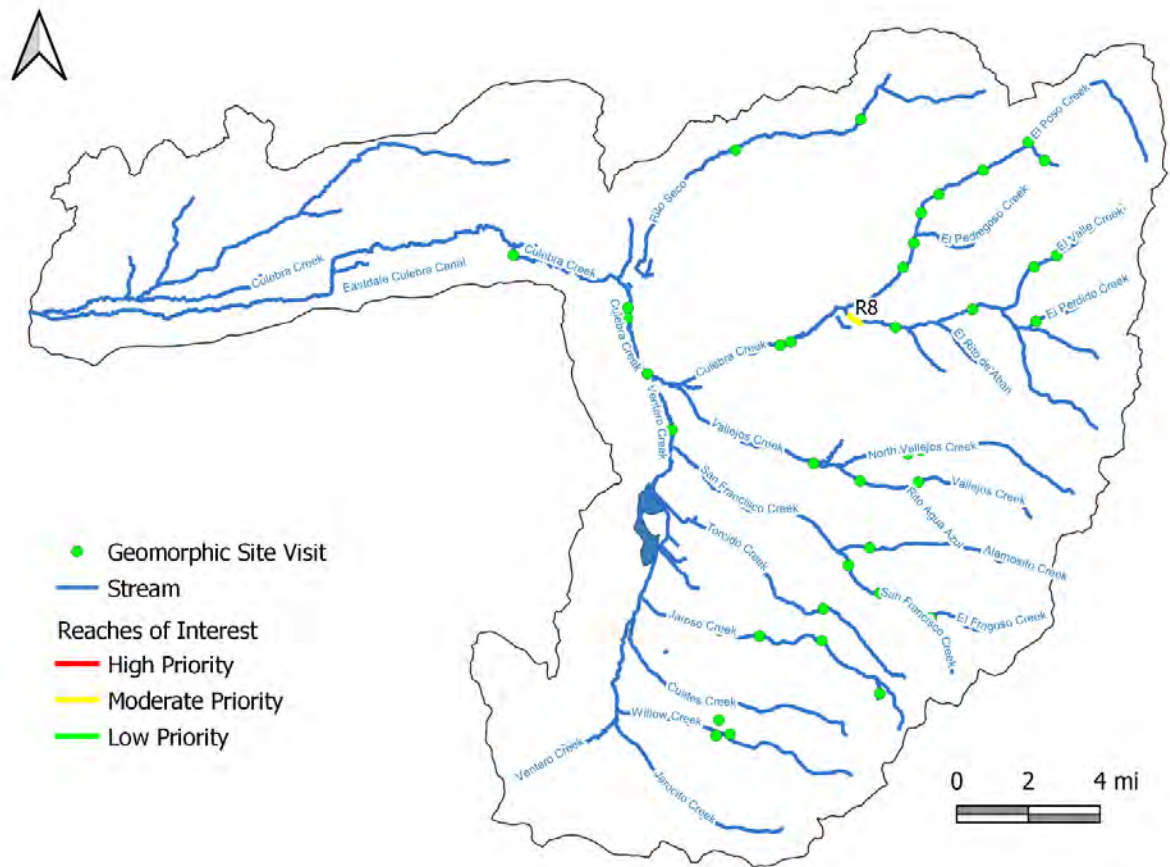 El Poso Creek
Rito Seco
El Pedregoso Creek
El Valle Creek
Culebra Creek
Culebra Creek
Eastdale Culebra Canal
R8
El Perdido Creek
Culebra Creek
El Rito de Aban
Culebra Creek
Ventero Creek
Vallejos Creek
North Vallejos Creek
San Francisco Creek
Vallejos Creek
Rito Agua Azul
Torcido Creek
Alamosito Creek
San Francisco Creek
El Fragoso Creek
Jaroso Creek
Cuates Creek
Willow Creek
Ventero Creek
Jarocito Creek
Geomorphic Site Visit
Stream
Reaches of Interest
High Priority
Moderate Priority
Low Priority
0 2 4 mi